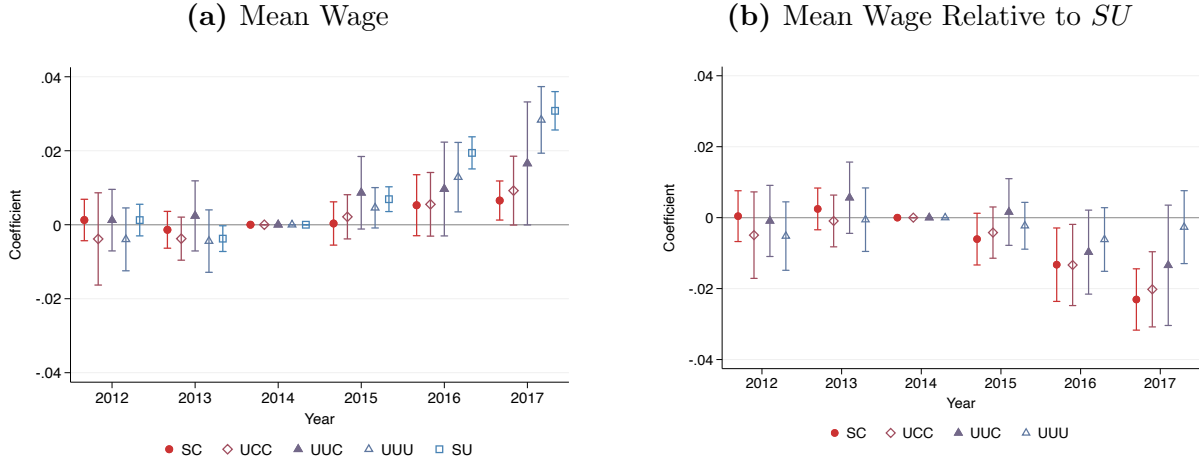 (a) Mean Wage
.04
.02
0
-.02
-.04
Coefficient
2012 2013 2014 2015 2016 2017
Year
SC UCC UUC UUU SU
(b) Mean Wage Relative to SU
.04
.02
0
-.02
-.04
Coefficient
2012 2013 2014 2015 2016 2017
Year
SC UCC UUC UUU